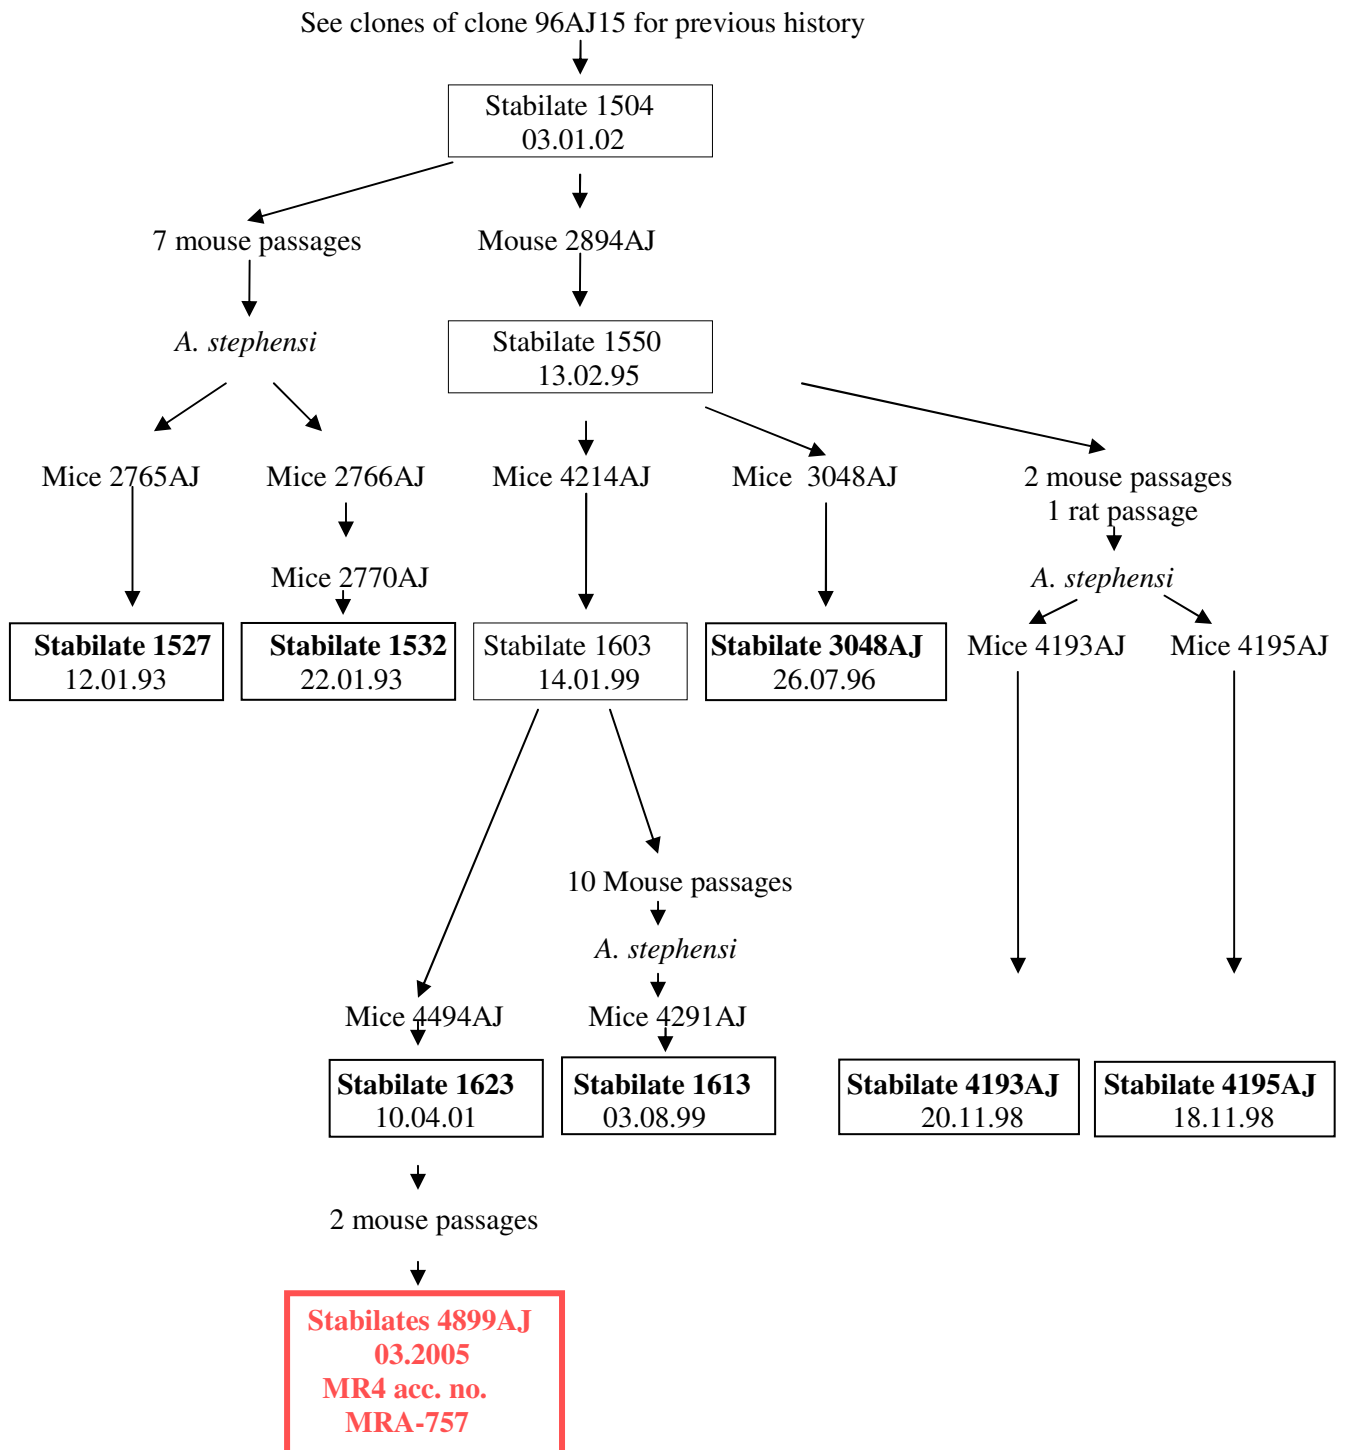 See clones of clone 96AJ15 for previous history
Stabilate 1504
03.01.02
7 mouse passages
Mouse 2894AJ
A. stephensi
Stabilate 1550
13.02.95
Mice 2765AJ
Mice 2766AJ
Mice 4214AJ
Mice 3048AJ
2 mouse passages
1 rat passage
Mice 2770AJ
A. stephensi
Stabilate 1527
12.01.93
Stabilate 1532
22.01.93
Stabilate 1603
14.01.99
Stabilate 3048AJ
26.07.96
Mice 4193AJ
Mice 4195AJ
10 Mouse passages
A. stephensi
Mice 4494AJ
Mice 4291AJ
Stabilate 1623
10.04.01
Stabilate 1613
03.08.99
Stabilate 4193AJ
20.11.98
Stabilate 4195AJ
18.11.98
2 mouse passages
Stabilates 4899AJ
03.2005
MR4 acc. no.
MRA-757